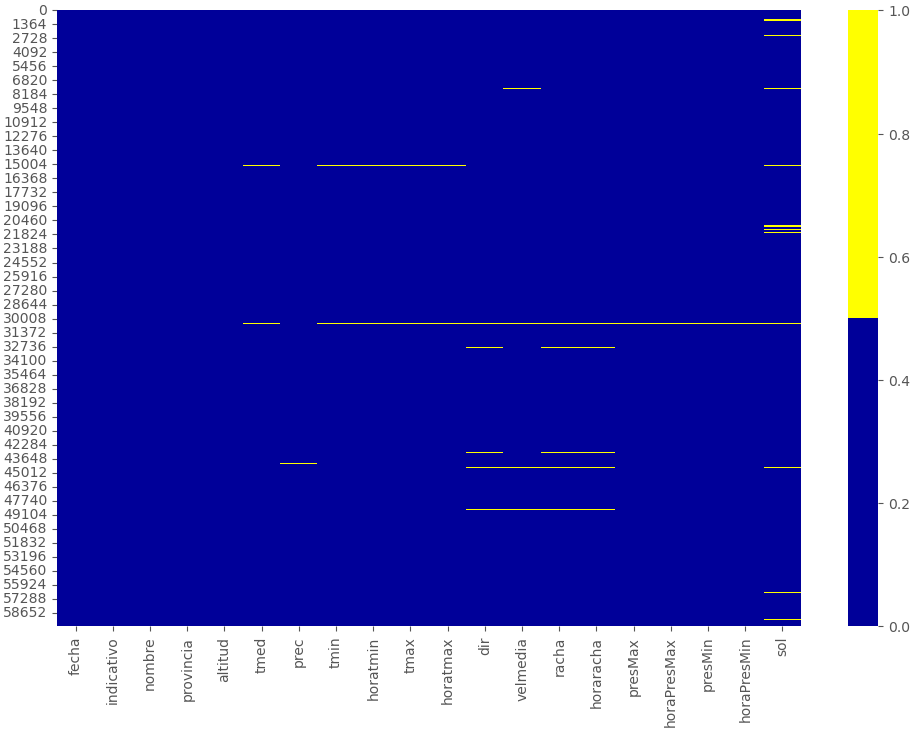 0
1364
2728
4092
5456
6820
8184
9548
10912
12276
13640
15004
16368
17732
19096
20460
21824
23188
24552
25916
27280
28644
30008
31372
32736
34100
35464
36828
38192
39556
40920
42284
43648
45012
46376
47740
49104
50468
51832
53196
54560
55924
57288
58652
fecha
indicativo
nombre
provincia
altitud
tmed
prec
tmin
horatmin
tmax
horatmax
dir
velmedia
racha
horaracha
presMax
horaPresMax
presMin
horaPresMin
sol
1.0
0.8
0.6
0.4
0.2
0.0